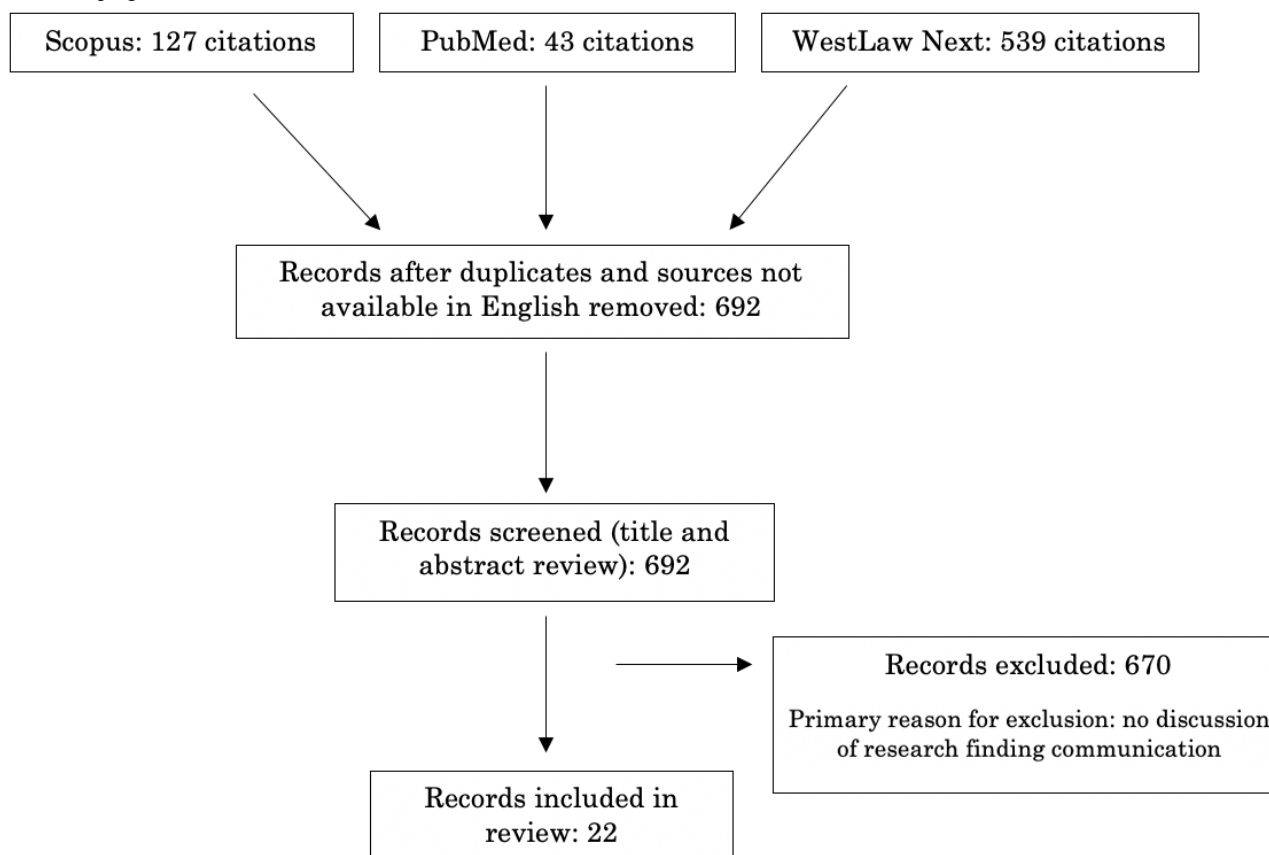 Scopus: 127 citations
PubMed: 43 citations
WestLaw Next: 539 citations
Records after duplicates and sources not
available in English removed: 692
Records screened (title and
abstract review): 692
Records excluded: 670
Primary reason for exclusion: no discussion
of research finding communication
Records included in
review: 22